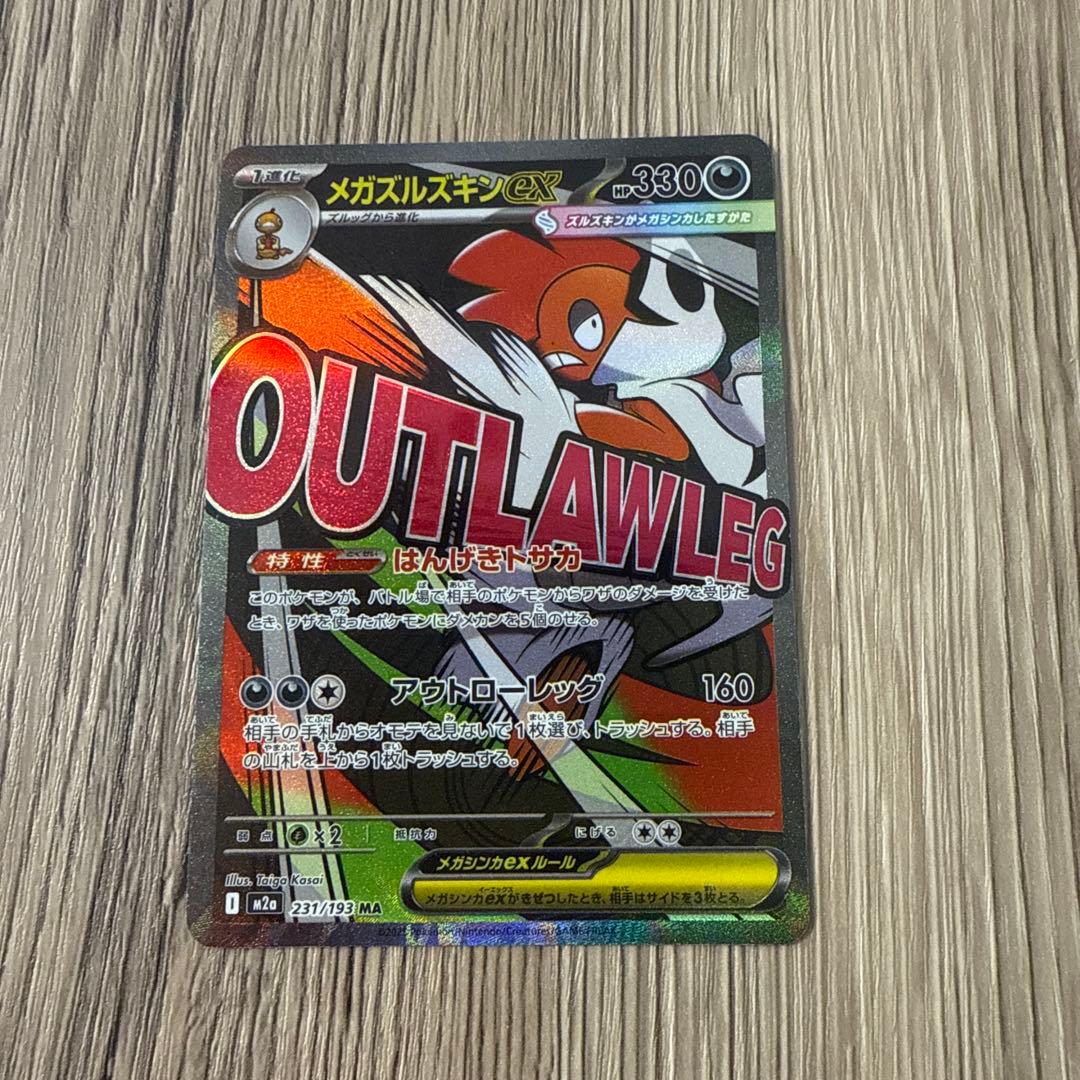 1進化
メガズルズキンex
HP330
ズルッグから進化
ズルズキンがメガシンカしたすがた
OUTLAWLEG
特性 とくせい はんげきトサカ
このポケモンが、バトル場で相手のポケモンからワザのダメージを受けた
とき、ワザを使ったポケモンにダメカンを5個のせる。
アウトローレッグ 160
相手の手札からオモテを見ないで1枚選び、トラッシュする。相手
の山札を上から1枚トラッシュする。
弱点 ×2 抵抗力 にげる
メガシンカexルール
メガシンカexがきぜつしたとき、相手はサイドを3枚とる。
Illus. Taiga Kasai
I M2a 231/193 MA
©2025 Pokémon/Nintendo/Creatures/GAME FREAK